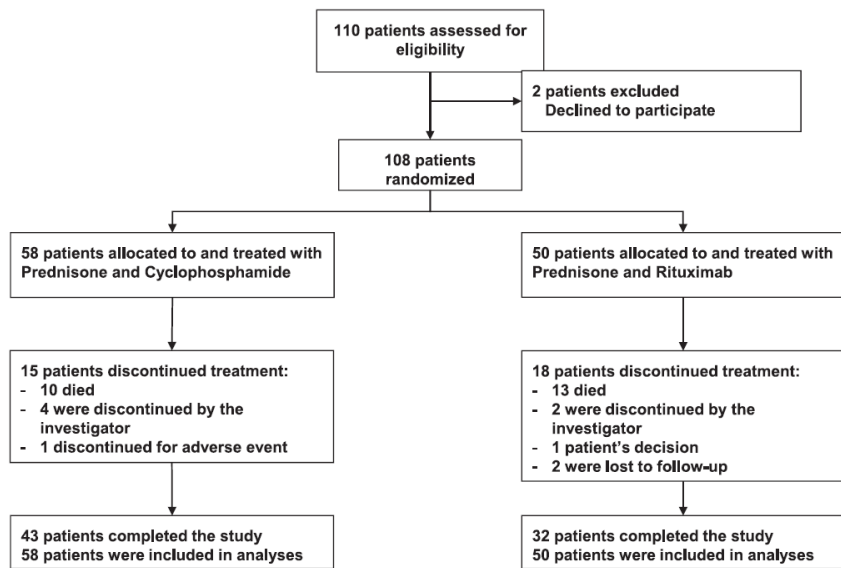 110 patients assessed for
eligibility
2 patients excluded
Declined to participate
108 patients
randomized
58 patients allocated to and treated with
Prednisone and Cyclophosphamide
50 patients allocated to and treated with
Prednisone and Rituximab
15 patients discontinued treatment:
- 10 died
- 4 were discontinued by the
investigator
- 1 discontinued for adverse event
18 patients discontinued treatment:
- 13 died
- 2 were discontinued by the
investigator
- 1 patient's decision
- 2 were lost to follow-up
43 patients completed the study
58 patients were included in analyses
32 patients completed the study
50 patients were included in analyses